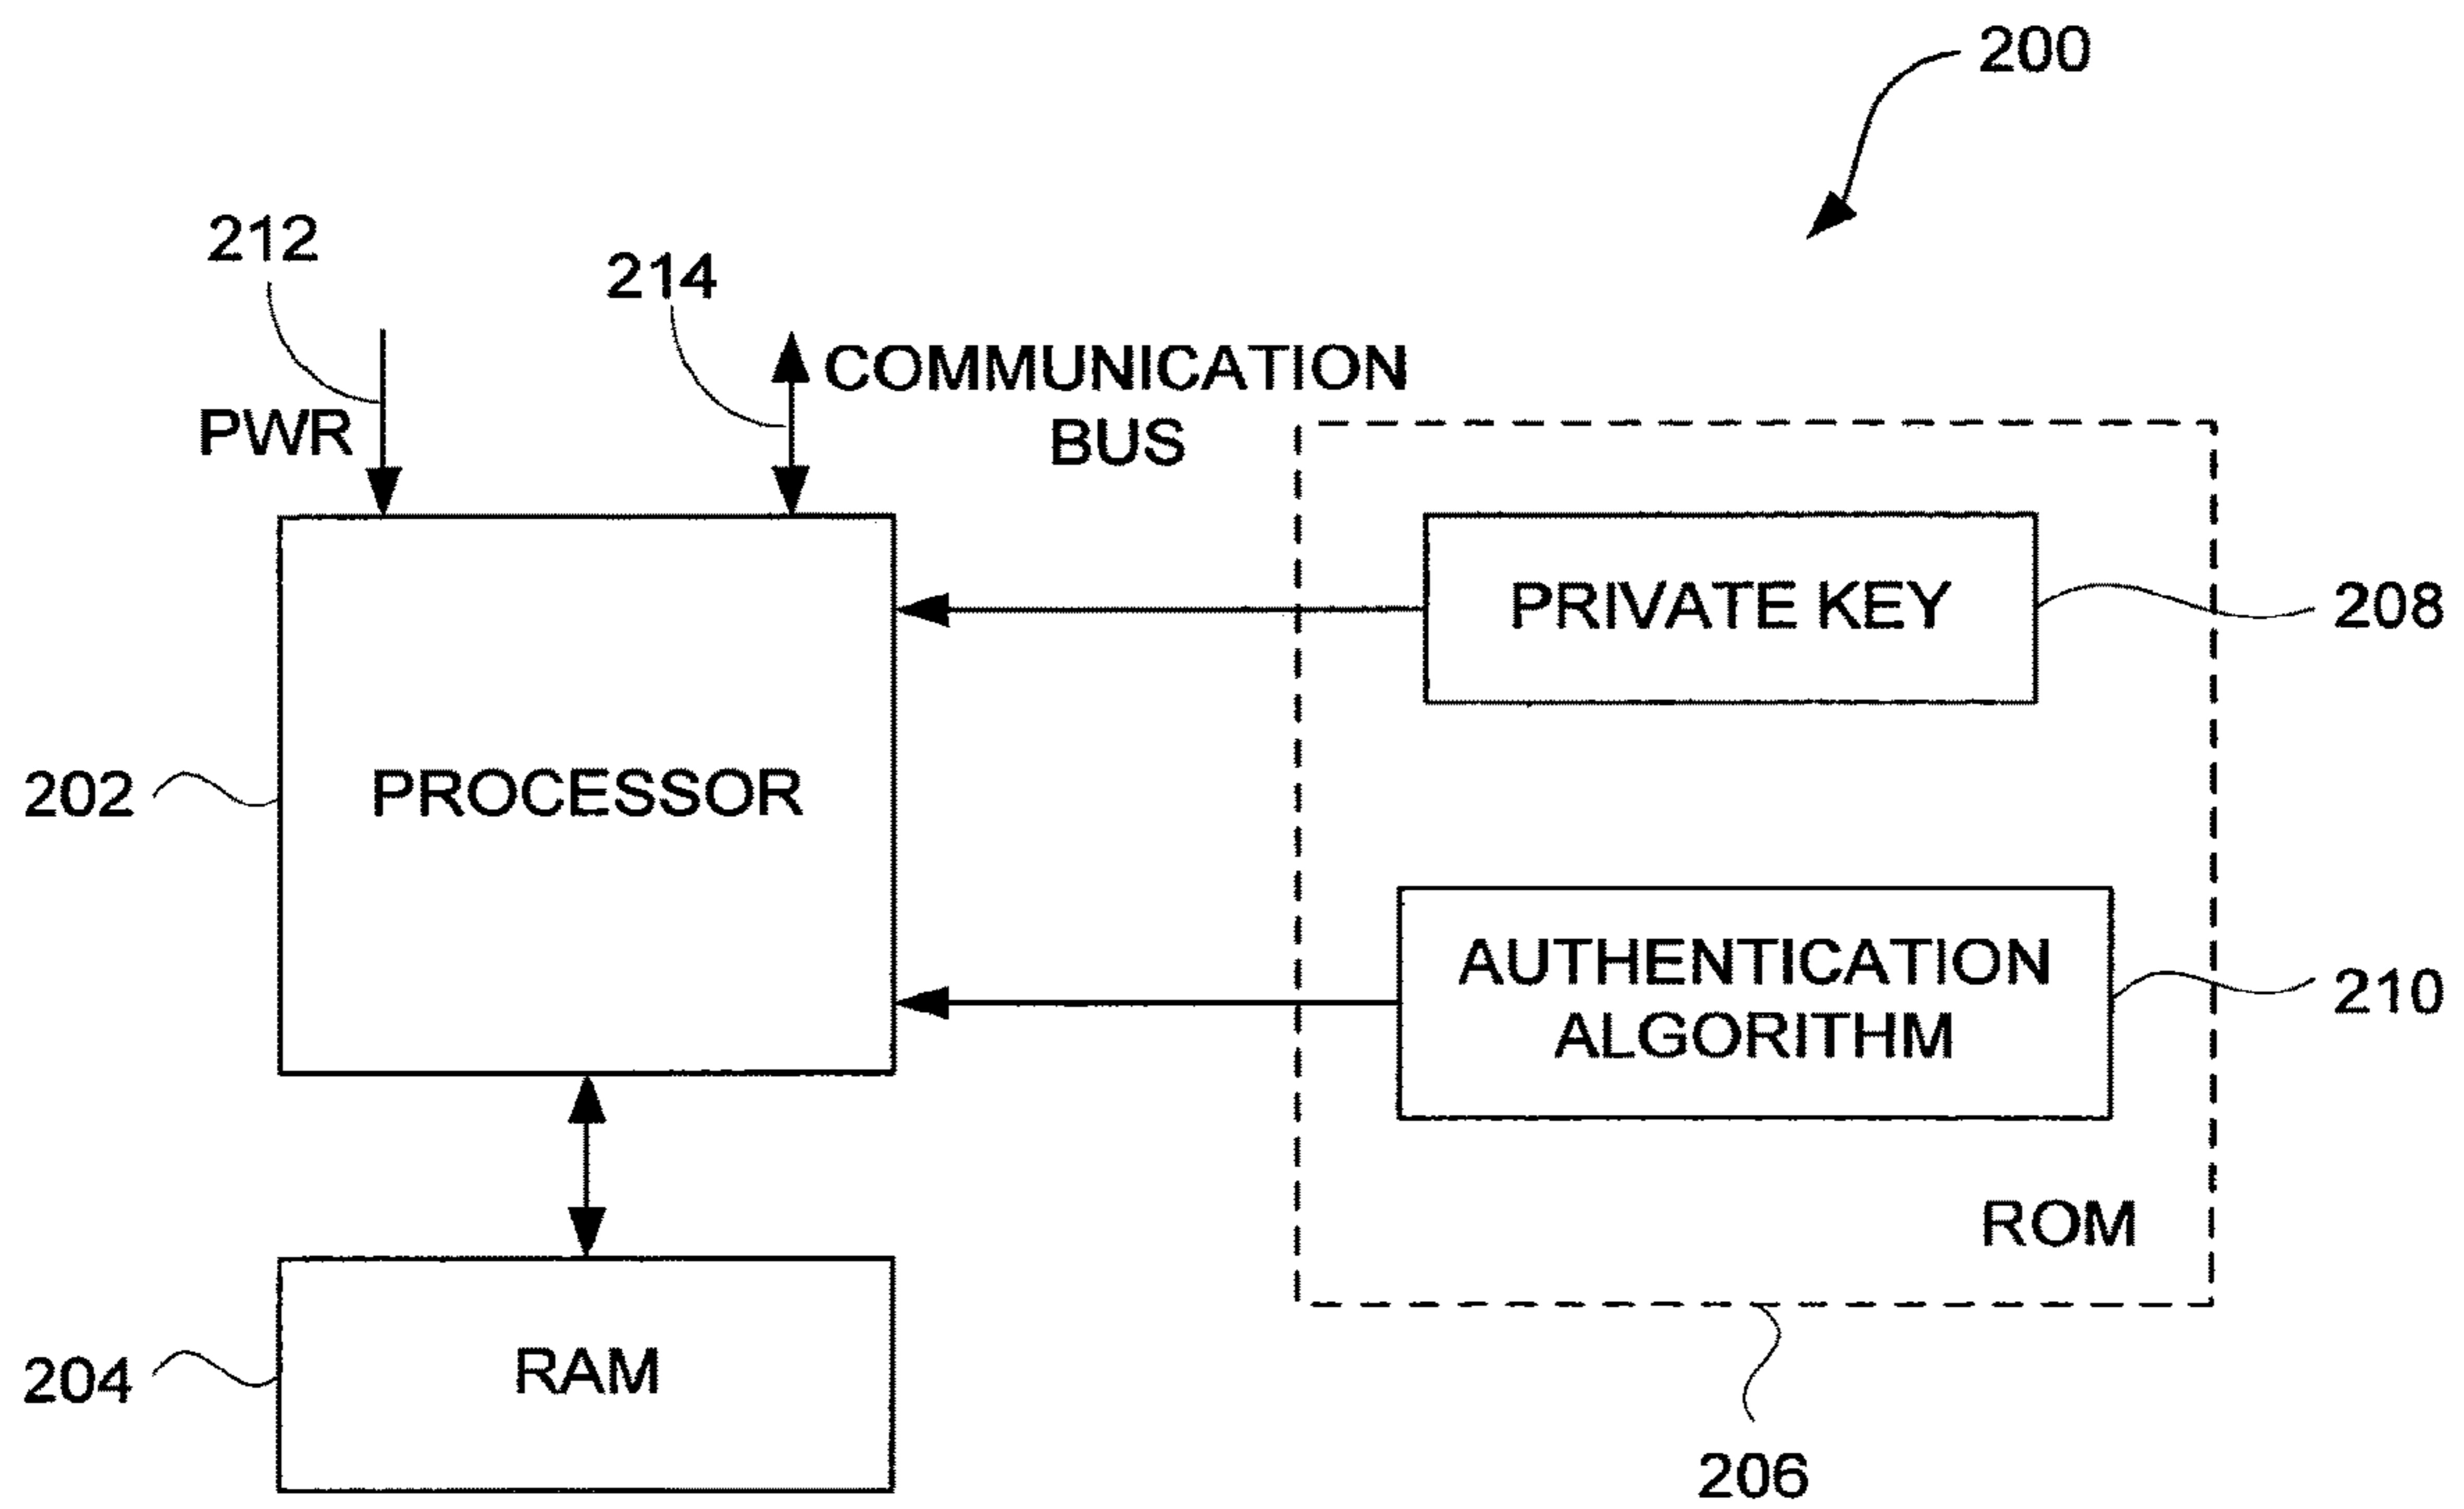 200
212
214
COMMUNICATION
BUS
PWR
PRIVATE KEY
208
202
PROCESSOR
AUTHENTICATION
ALGORITHM
210
ROM
204
RAM
206